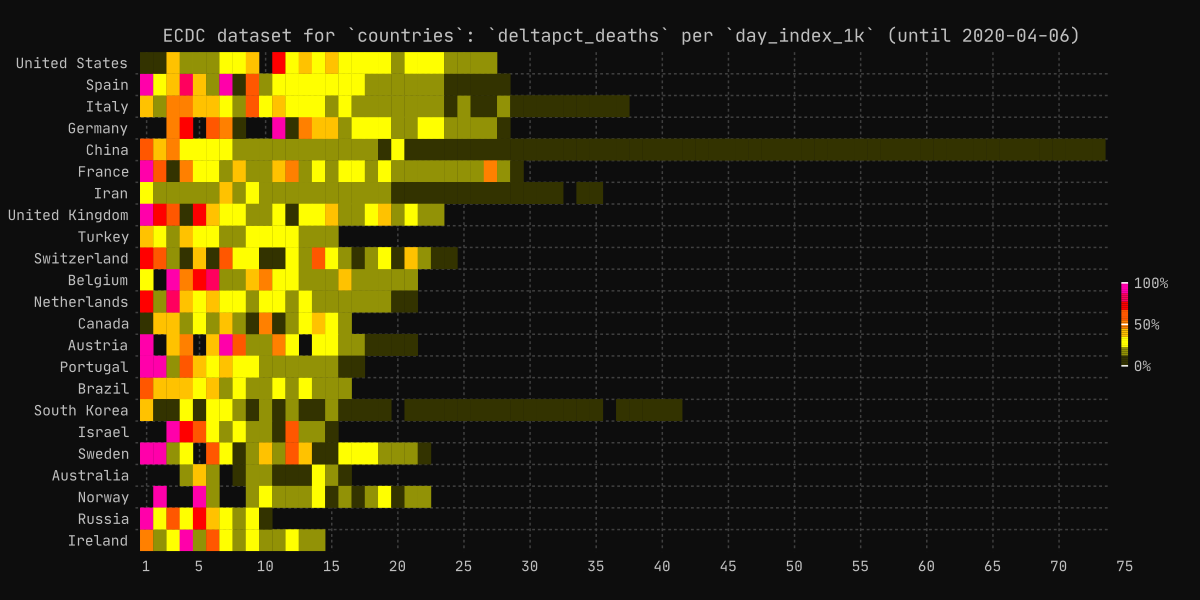 ECDC dataset for `countries`: `deltapct_deaths` per `day_index_1k` (until 2020-04-06)
United States
Spain
Italy
Germany
China
France
Iran
United Kingdom
Turkey
Switzerland
Belgium
Netherlands
Canada
Austria
Portugal
Brazil
South Korea
Israel
Sweden
Australia
Norway
Russia
Ireland
100%
50%
0%
1 5 10 15 20 25 30 35 40 45 50 55 60 65 70 75